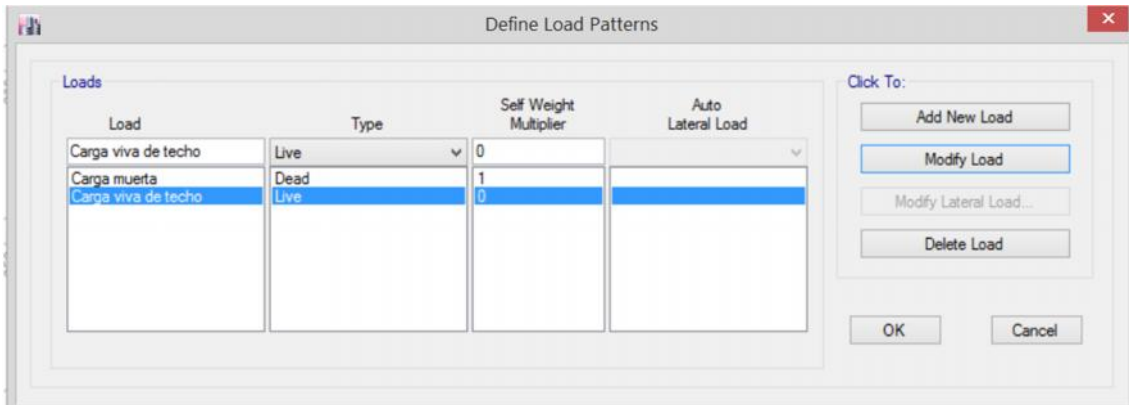 Define Load Patterns
Loads
Click To:
Load Type Self Weight Multiplier Auto Lateral Load
Carga viva de techo Live 0
Carga muerta Dead 1
Carga viva de techo Live 0
Add New Load
Modify Load
Modify Lateral Load...
Delete Load
OK Cancel